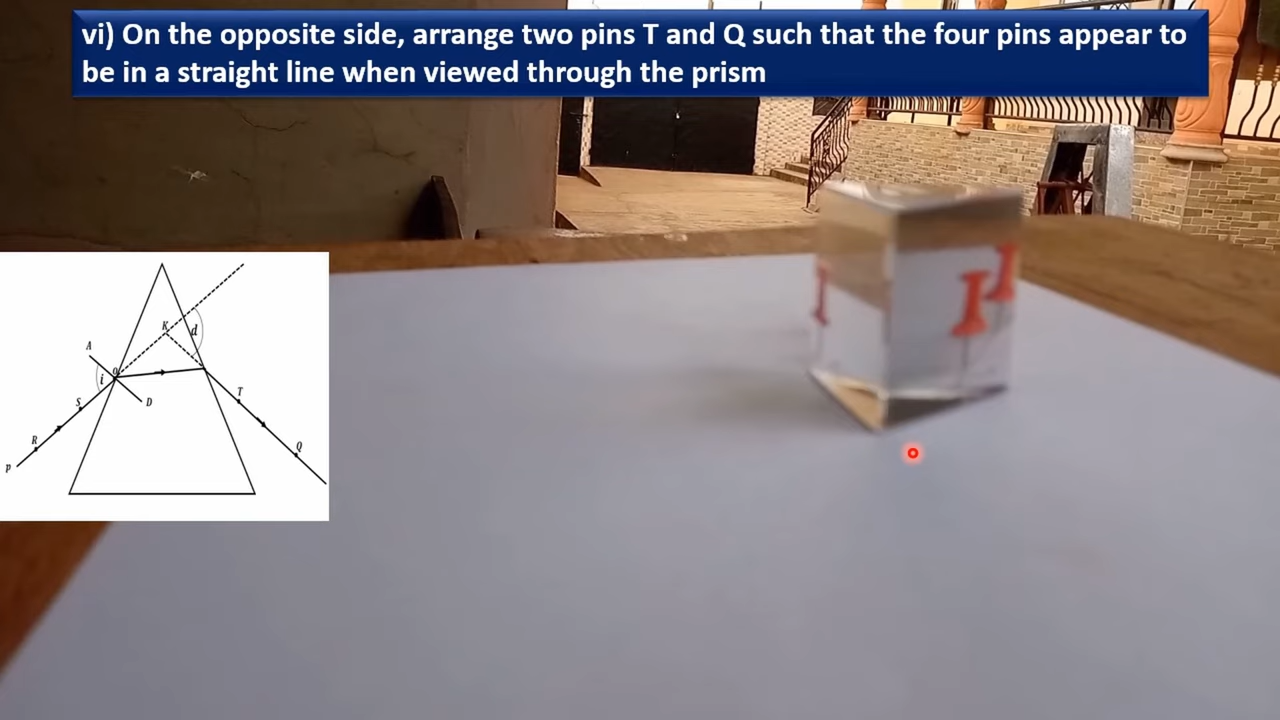 vi) On the opposite side, arrange two pins T and Q such that the four pins appear to
be in a straight line when viewed through the prism
K
d
A
i
O
D
S
T
R
Q
P